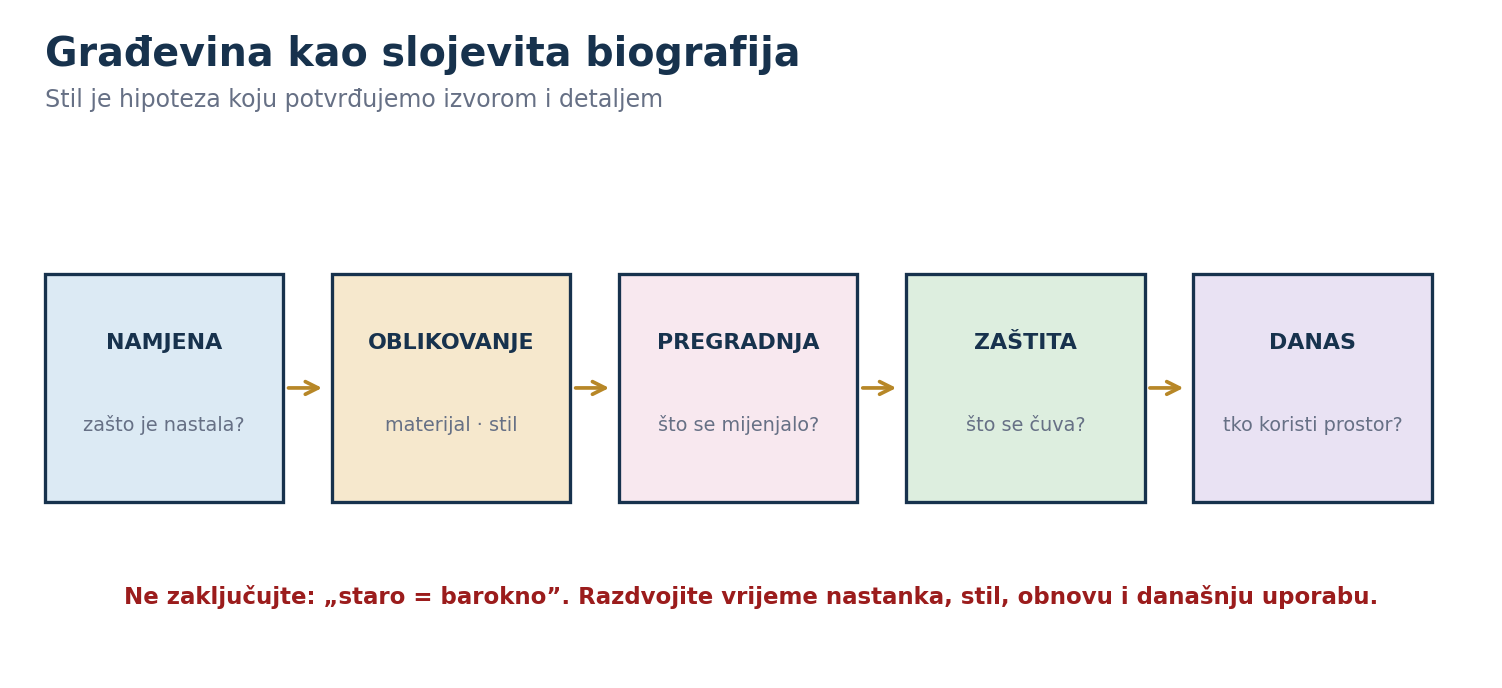 Građevina kao slojevita biografija
Stil je hipoteza koju potvrđujemo izvorom i detaljem
NAMJENA
zašto je nastala?
OBLIKOVANJE
materijal · stil
PREGRADNJA
što se mijenjalo?
ZAŠTITA
što se čuva?
DANAS
tko koristi prostor?
Ne zaključujte: „staro = barokno”. Razdvojite vrijeme nastanka, stil, obnovu i današnju uporabu.